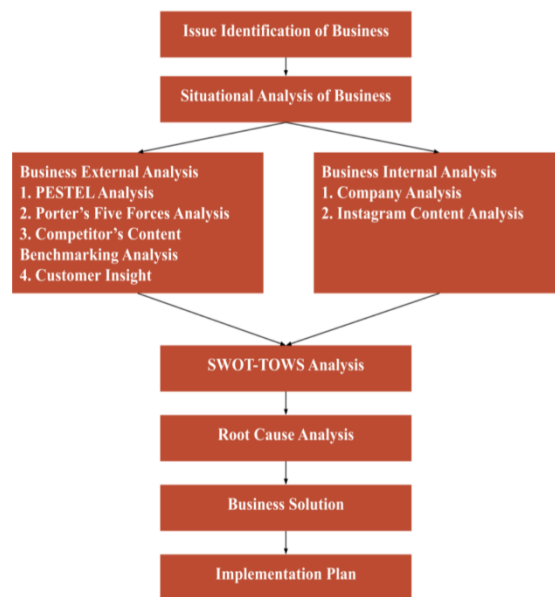 Issue Identification of Business
Situational Analysis of Business
Business External Analysis
1. PESTEL Analysis
2. Porter’s Five Forces Analysis
3. Competitor’s Content
Benchmarking Analysis
4. Customer Insight
Business Internal Analysis
1. Company Analysis
2. Instagram Content Analysis
SWOT-TOWS Analysis
Root Cause Analysis
Business Solution
Implementation Plan